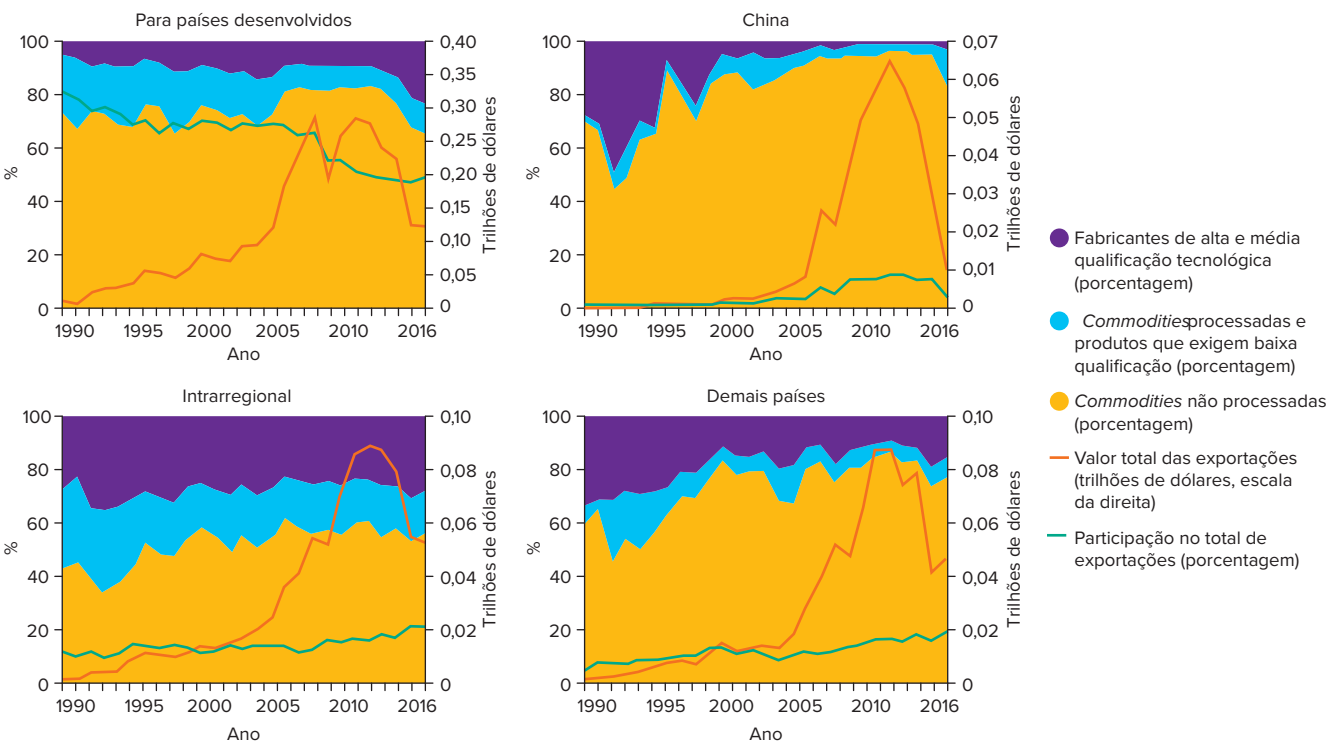 Para países desenvolvidos
100
80
60
40
20
0
%
0,40
0,35
0,30
0,25
0,20
0,15
0,10
0,05
0
Trilhões de dólares
1990 1995 2000 2005 2010 2016
Ano
China
100
80
60
40
20
0
%
0,07
0,06
0,05
0,04
0,03
0,02
0,01
0
Trilhões de dólares
1990 1995 2000 2005 2010 2016
Ano
Intrarregional
100
80
60
40
20
0
%
0,10
0,08
0,06
0,04
0,02
0
Trilhões de dólares
1990 1995 2000 2005 2010 2016
Ano
Demais países
100
80
60
40
20
0
%
0,10
0,08
0,06
0,04
0,02
0
Trilhões de dólares
1990 1995 2000 2005 2010 2016
Ano
Fabricantes de alta e média
qualificação tecnológica
(porcentagem)
Commoditiesprocessadas e
produtos que exigem baixa
qualificação (porcentagem)
Commodities não processadas
(porcentagem)
Valor total das exportações
(trilhões de dólares, escala
da direita)
Participação no total de
exportações (porcentagem)